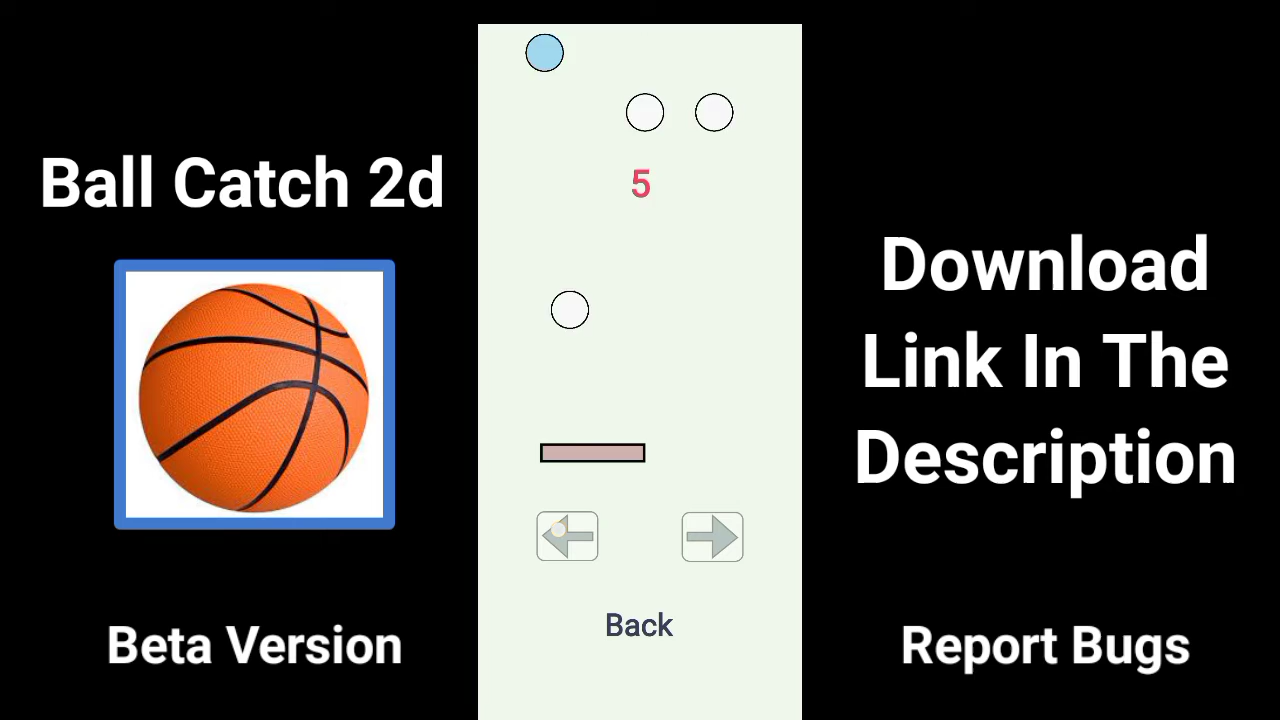 Ball Catch 2d
5
Download
Link In The
Description
Back
Beta Version
Report Bugs